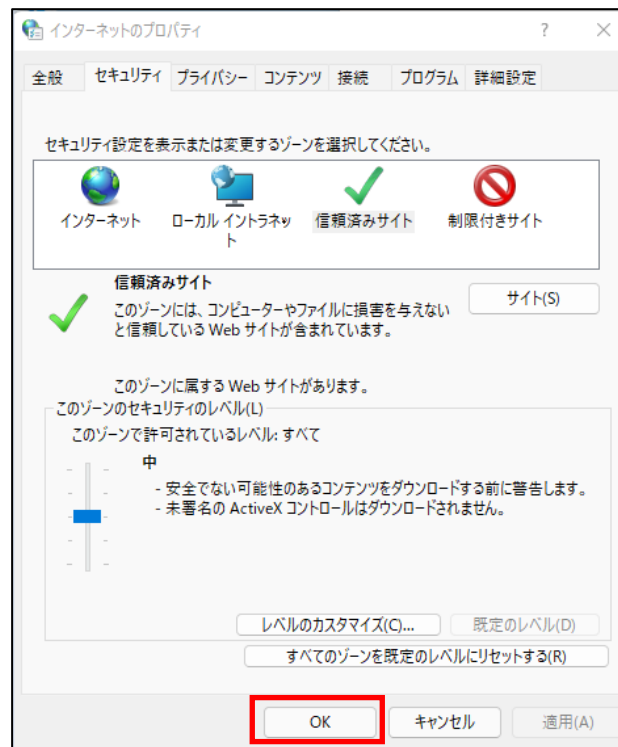 インターネットのプロパティ
?
全般 セキュリティ プライバシー コンテンツ 接続 プログラム 詳細設定
セキュリティ設定を表示または変更するゾーンを選択してください。
インターネット ローカル イントラネッ 信頼済みサイト 制限付きサイト
ト
信頼済みサイト
サイト(S)
このゾーンには、コンピューターやファイルに損害を与えない
と信頼している Web サイトが含まれています。
このゾーンに属する Web サイトがあります。
このゾーンのセキュリティのレベル(L)
このゾーンで許可されているレベル: すべて
中
- 安全でない可能性のあるコンテンツをダウンロードする前に警告します。
- 未署名の ActiveX コントロールはダウンロードされません。
レベルのカスタマイズ(C)... 既定のレベル(D)
すべてのゾーンを既定のレベルにリセットする(R)
OK キャンセル 適用(A)